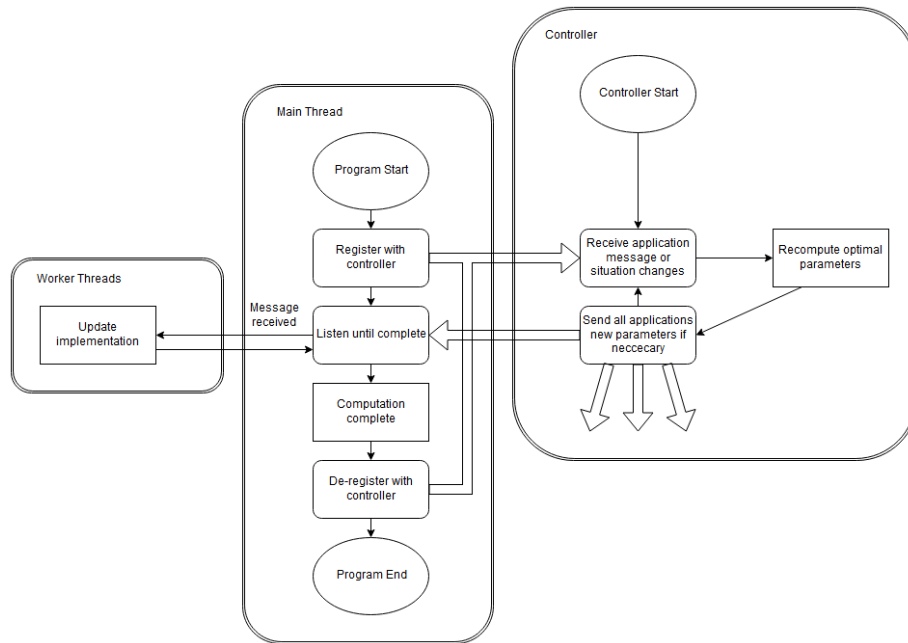 Controller
Controller Start
Main Thread
Program Start
Register with
controller
Receive application
message or
situation changes
Recompute optimal
parameters
Worker Threads
Update
implementation
Message
received
Listen until complete
Send all applications
new parameters if
neccecary
Computation
complete
De-register with
controller
Program End